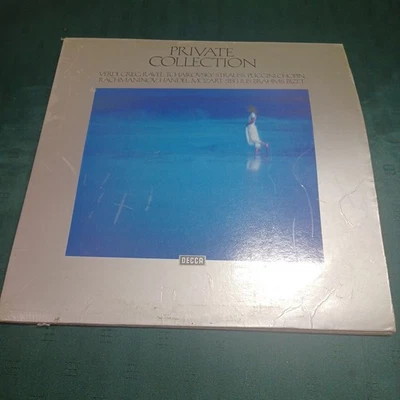 PRIVATE
COLLECTION
VERDI, GRIEG, RAVEL, TCHAIKOVSKY, STRAUSS, PUCCINI, CHOPIN,
RACHMANINOV, HANDEL, MOZART, SIBELIUS, BRAHMS, BIZET
DECCA